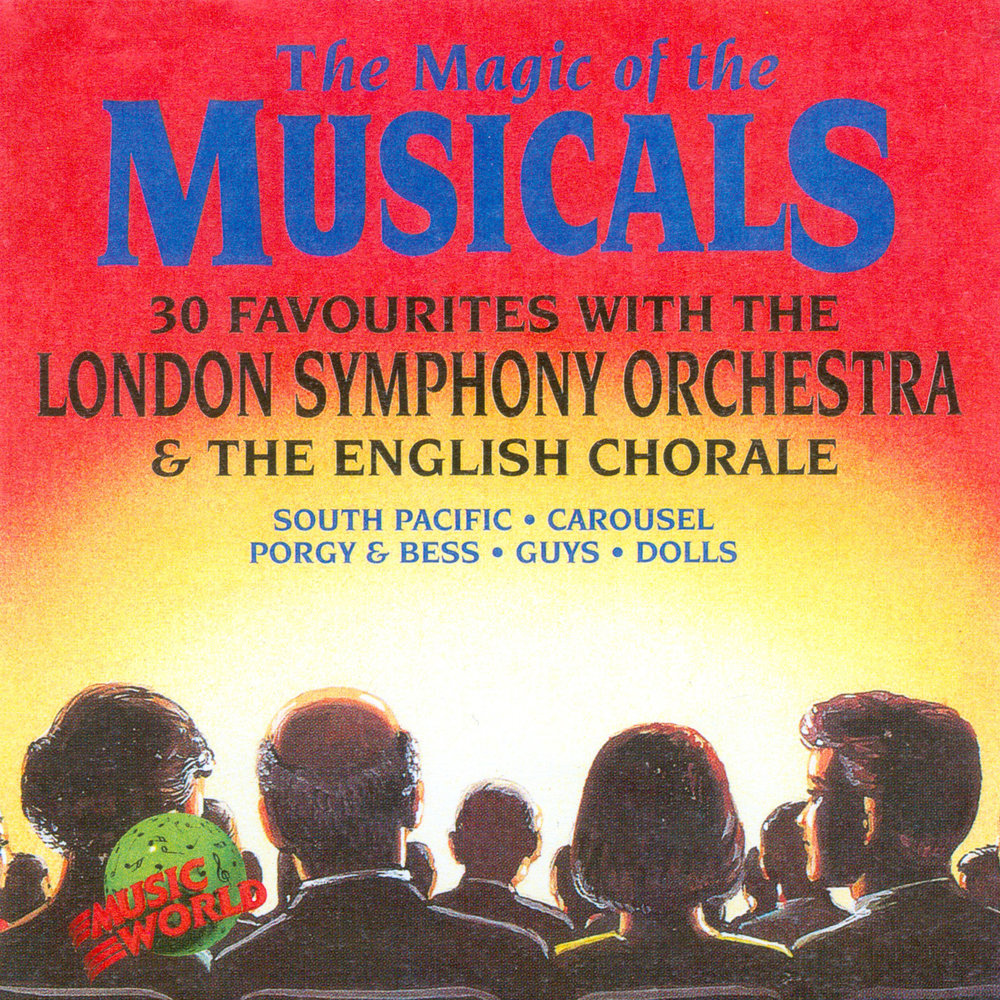 The Magic of the
MUSICALS
30 FAVOURITES WITH THE
LONDON SYMPHONY ORCHESTRA
& THE ENGLISH CHORALE
SOUTH PACIFIC • CAROUSEL
PORGY & BESS • GUYS • DOLLS
MUSIC
WORLD